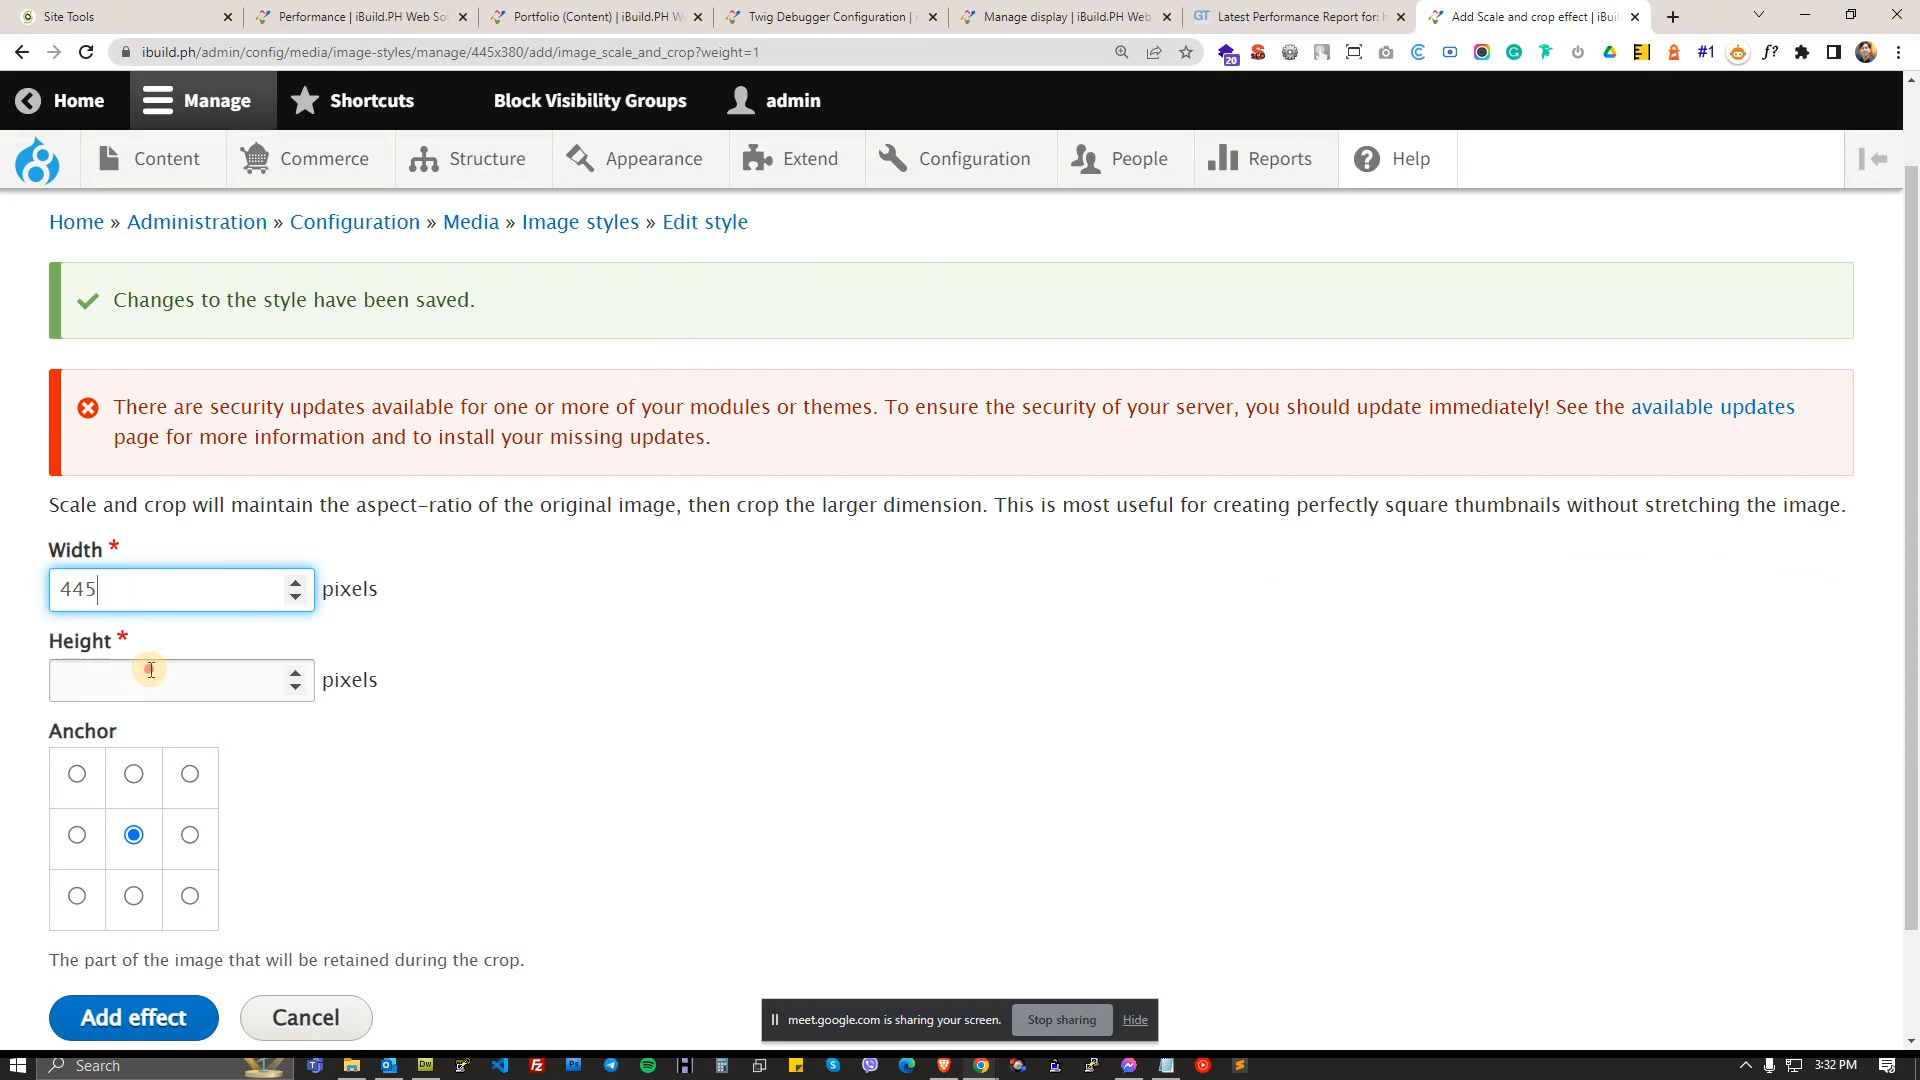 Site Tools
Performance | iBuild.PH Web So
Portfolio (Content) | iBuild.PH W
Twig Debugger Configuration | i
Manage display | iBuild.PH Web
GT Latest Performance Report for: h
Add Scale and crop effect | iBuil
ibuild.ph/admin/config/media/image-styles/manage/445x380/add/image_scale_and_crop?weight=1
20
#1
f?
Home
Manage
Shortcuts
Block Visibility Groups
admin
Content
Commerce
Structure
Appearance
Extend
Configuration
People
Reports
Help
Home » Administration » Configuration » Media » Image styles » Edit style
Changes to the style have been saved.
There are security updates available for one or more of your modules or themes. To ensure the security of your server, you should update immediately! See the available updates
page for more information and to install your missing updates.
Scale and crop will maintain the aspect-ratio of the original image, then crop the larger dimension. This is most useful for creating perfectly square thumbnails without stretching the image.
Width *
445 pixels
Height *
pixels
Anchor
The part of the image that will be retained during the crop.
Add effect
Cancel
meet.google.com is sharing your screen.
Stop sharing
Hide
Search
3:32 PM